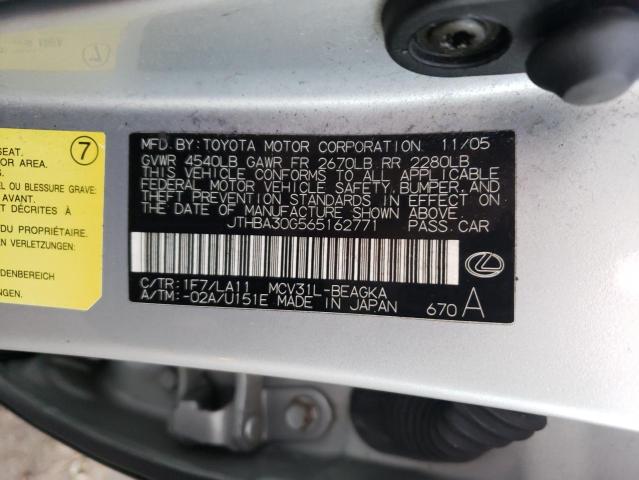 7
SEAT.
OR AREA.
EL OU BLESSURE GRAVE:
AVANT.
T DÉCRITES À
DU PROPRIÉTAIRE.
N VERLETZUNGEN:
DENBEREICH
MFD.BY:TOYOTA MOTOR CORPORATION 11/05
GVWR 4540LB GAWR FR 2670LB RR 2280LB
THIS VEHICLE CONFORMS TO ALL APPLICABLE
FEDERAL MOTOR VEHICLE SAFETY, BUMPER, AND
THEFT PREVENTION STANDARDS IN EFFECT ON
THE DATE OF MANUFACTURE SHOWN ABOVE.
JTHBA30G565162771 PASS.CAR
C/TR:1F7/LA11 MCV31L-BEAGKA
A/TM:-02A/U151E MADE IN JAPAN 670 A